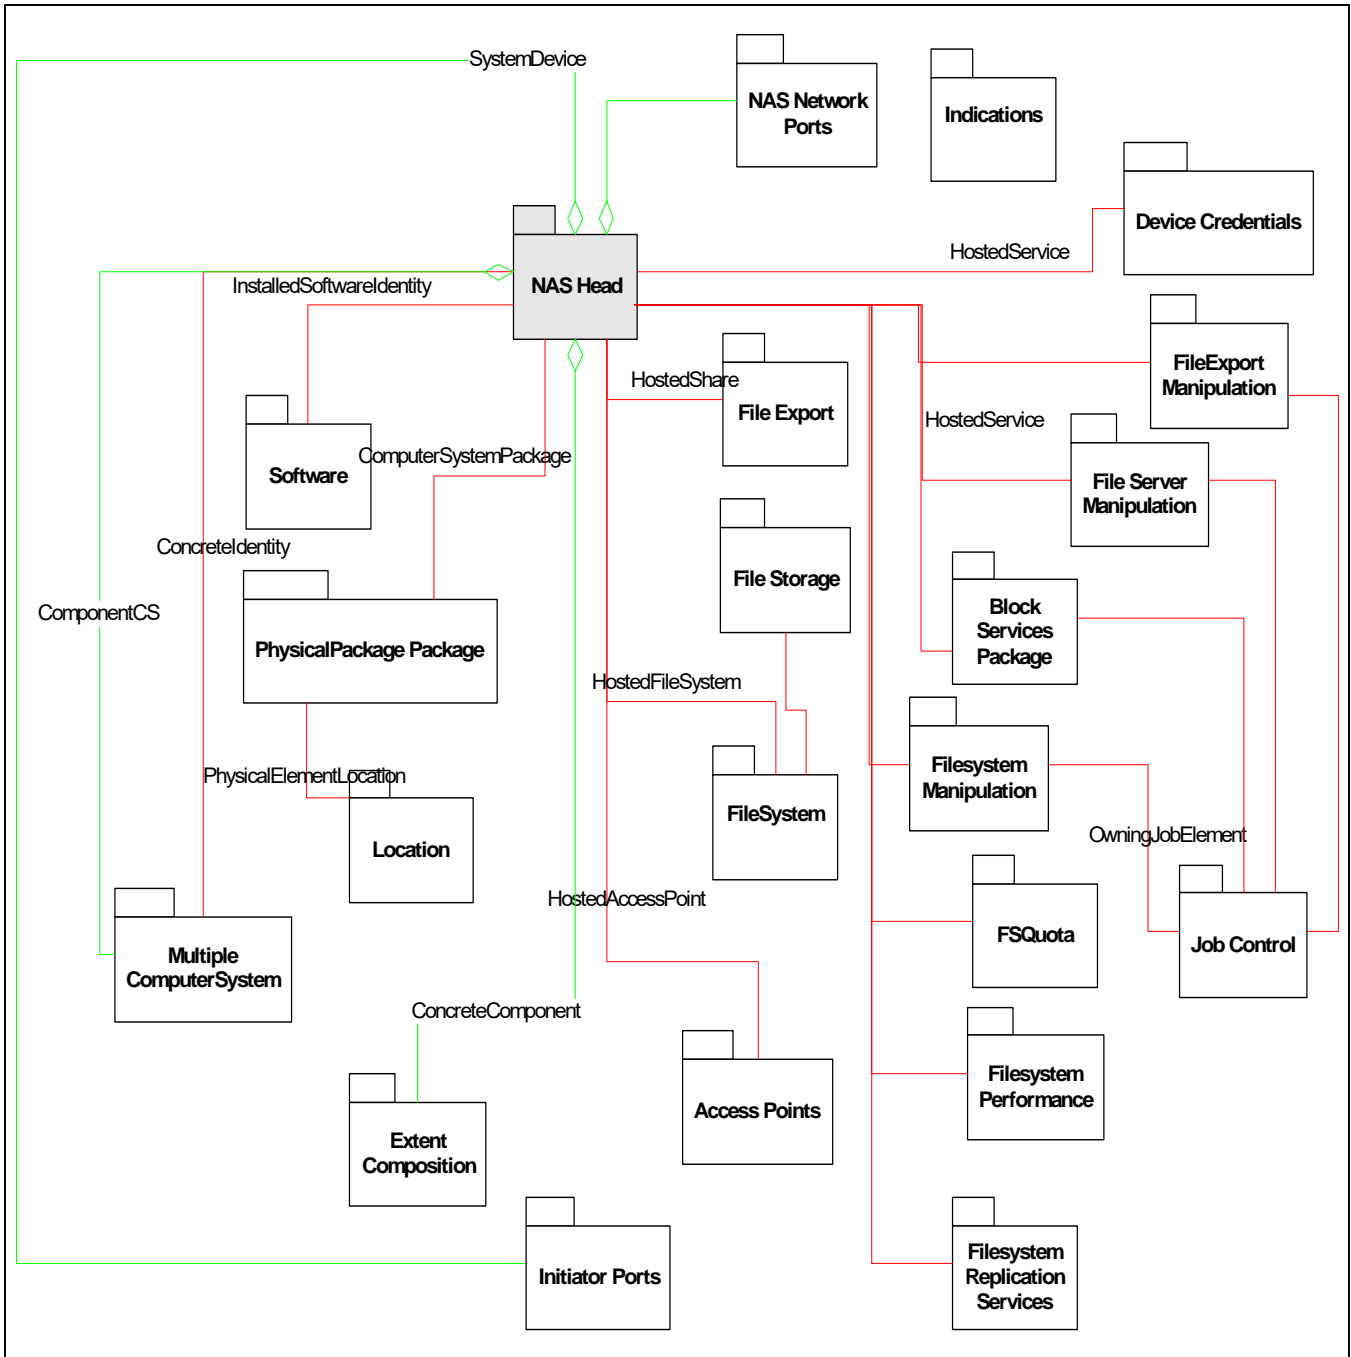 SystemDevice
NAS Network
Ports
Indications
Device Credentials
HostedService
NAS Head
InstalledSoftwareIdentity
FileExport
Manipulation
HostedShare
File Export
HostedService
Software
ComputerSystemPackage
File Server
Manipulation
ConcreteIdentity
File Storage
ComponentCS
Block
Services
Package
PhysicalPackage Package
HostedFileSystem
PhysicalElementLocation
Filesystem
Manipulation
FileSystem
Location
OwningJobElement
HostedAccessPoint
FSQuota
Job Control
Multiple
ComputerSystem
ConcreteComponent
Filesystem
Performance
Access Points
Extent
Composition
Initiator Ports
Filesystem
Replication
Services